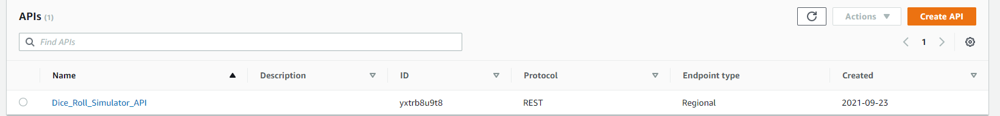 APIs (1)
Actions
Create API
Find APIs
1
Name Description ID Protocol Endpoint type Created
Dice_Roll_Simulator_API yxtrb8u9t8 REST Regional 2021-09-23